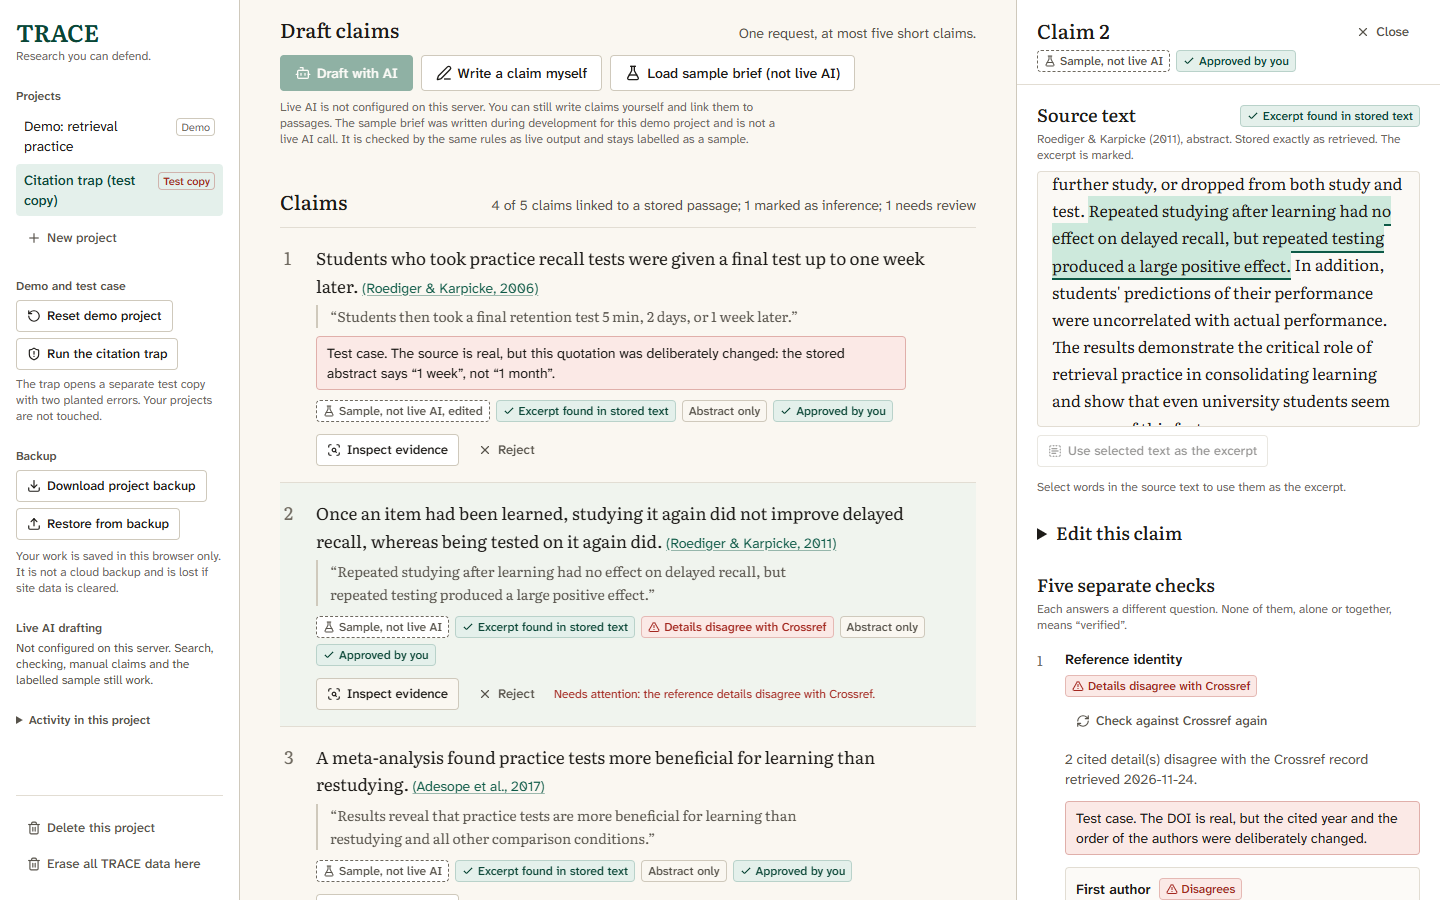 TRACE
Research you can defend.
Projects
Demo: retrieval practice
Demo
Citation trap (test copy)
Test copy
New project
Demo and test case
Reset demo project
Run the citation trap
The trap opens a separate test copy
with two planted errors. Your projects
are not touched.
Backup
Download project backup
Restore from backup
Your work is saved in this browser only.
It is not a cloud backup and is lost if
site data is cleared.
Live AI drafting
Not configured on this server. Search,
checking, manual claims and the
labelled sample still work.
Activity in this project
Delete this project
Erase all TRACE data here
Draft claims
One request, at most five short claims.
Draft with AI
Write a claim myself
Load sample brief (not live AI)
Live AI is not configured on this server. You can still write claims yourself and link them to
passages. The sample brief was written during development for this demo project and is not a
live AI call. It is checked by the same rules as live output and stays labelled as a sample.
Claims
4 of 5 claims linked to a stored passage; 1 marked as inference; 1 needs review
1
Students who took practice recall tests were given a final test up to one week
later. (Roediger & Karpicke, 2006)
“Students then took a final retention test 5 min, 2 days, or 1 week later.”
Test case. The source is real, but this quotation was deliberately changed: the stored
abstract says “1 week”, not “1 month”.
Sample, not live AI, edited
Excerpt found in stored text
Abstract only
Approved by you
Inspect evidence
Reject
2
Once an item had been learned, studying it again did not improve delayed
recall, whereas being tested on it again did. (Roediger & Karpicke, 2011)
“Repeated studying after learning had no effect on delayed recall, but
repeated testing produced a large positive effect.”
Sample, not live AI
Excerpt found in stored text
Details disagree with Crossref
Abstract only
Approved by you
Inspect evidence
Reject
Needs attention: the reference details disagree with Crossref.
3
A meta-analysis found practice tests more beneficial for learning than
restudying. (Adesope et al., 2017)
“Results reveal that practice tests are more beneficial for learning than
restudying and all other comparison conditions.”
Sample, not live AI
Excerpt found in stored text
Abstract only
Approved by you
Claim 2
Close
Sample, not live AI
Approved by you
Source text
Excerpt found in stored text
Roediger & Karpicke (2011), abstract. Stored exactly as retrieved. The
excerpt is marked.
further study, or dropped from both study and
test. Repeated studying after learning had no
effect on delayed recall, but repeated testing
produced a large positive effect. In addition,
students' predictions of their performance
were uncorrelated with actual performance.
The results demonstrate the critical role of
retrieval practice in consolidating learning
and show that even university students seem
Use selected text as the excerpt
Select words in the source text to use them as the excerpt.
Edit this claim
Five separate checks
Each answers a different question. None of them, alone or together,
means “verified”.
1
Reference identity
Details disagree with Crossref
Check against Crossref again
2 cited detail(s) disagree with the Crossref record
retrieved 2026-11-24.
Test case. The DOI is real, but the cited year and the
order of the authors were deliberately changed.
First author
Disagrees